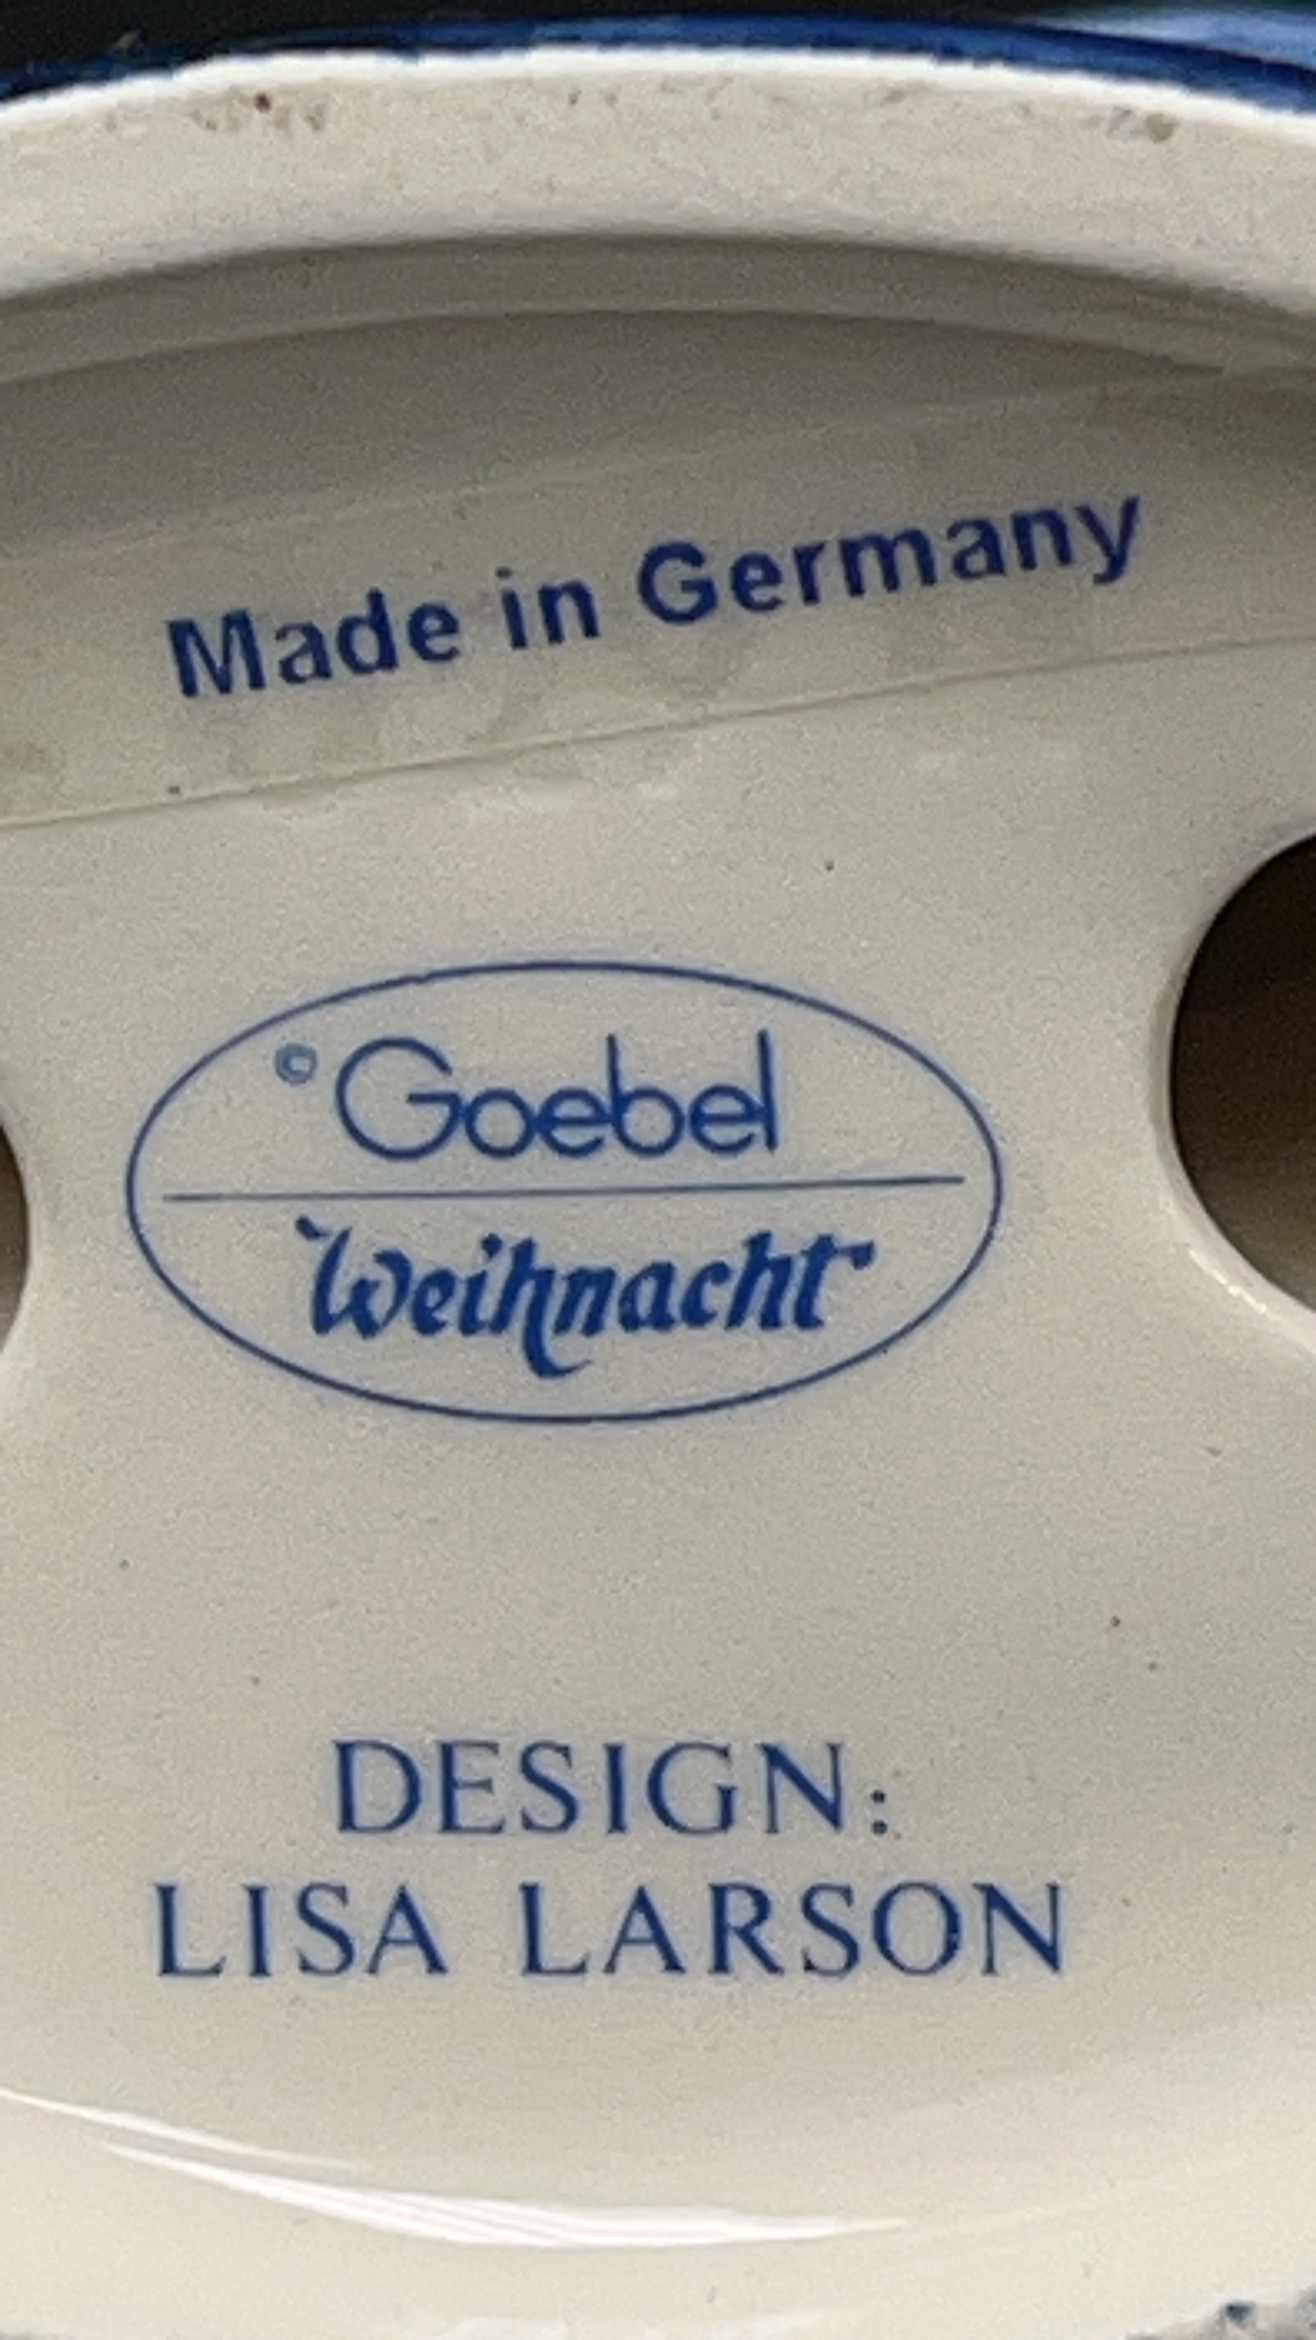 Made in Germany
© Goebel
Weihnacht
DESIGN:
LISA LARSON